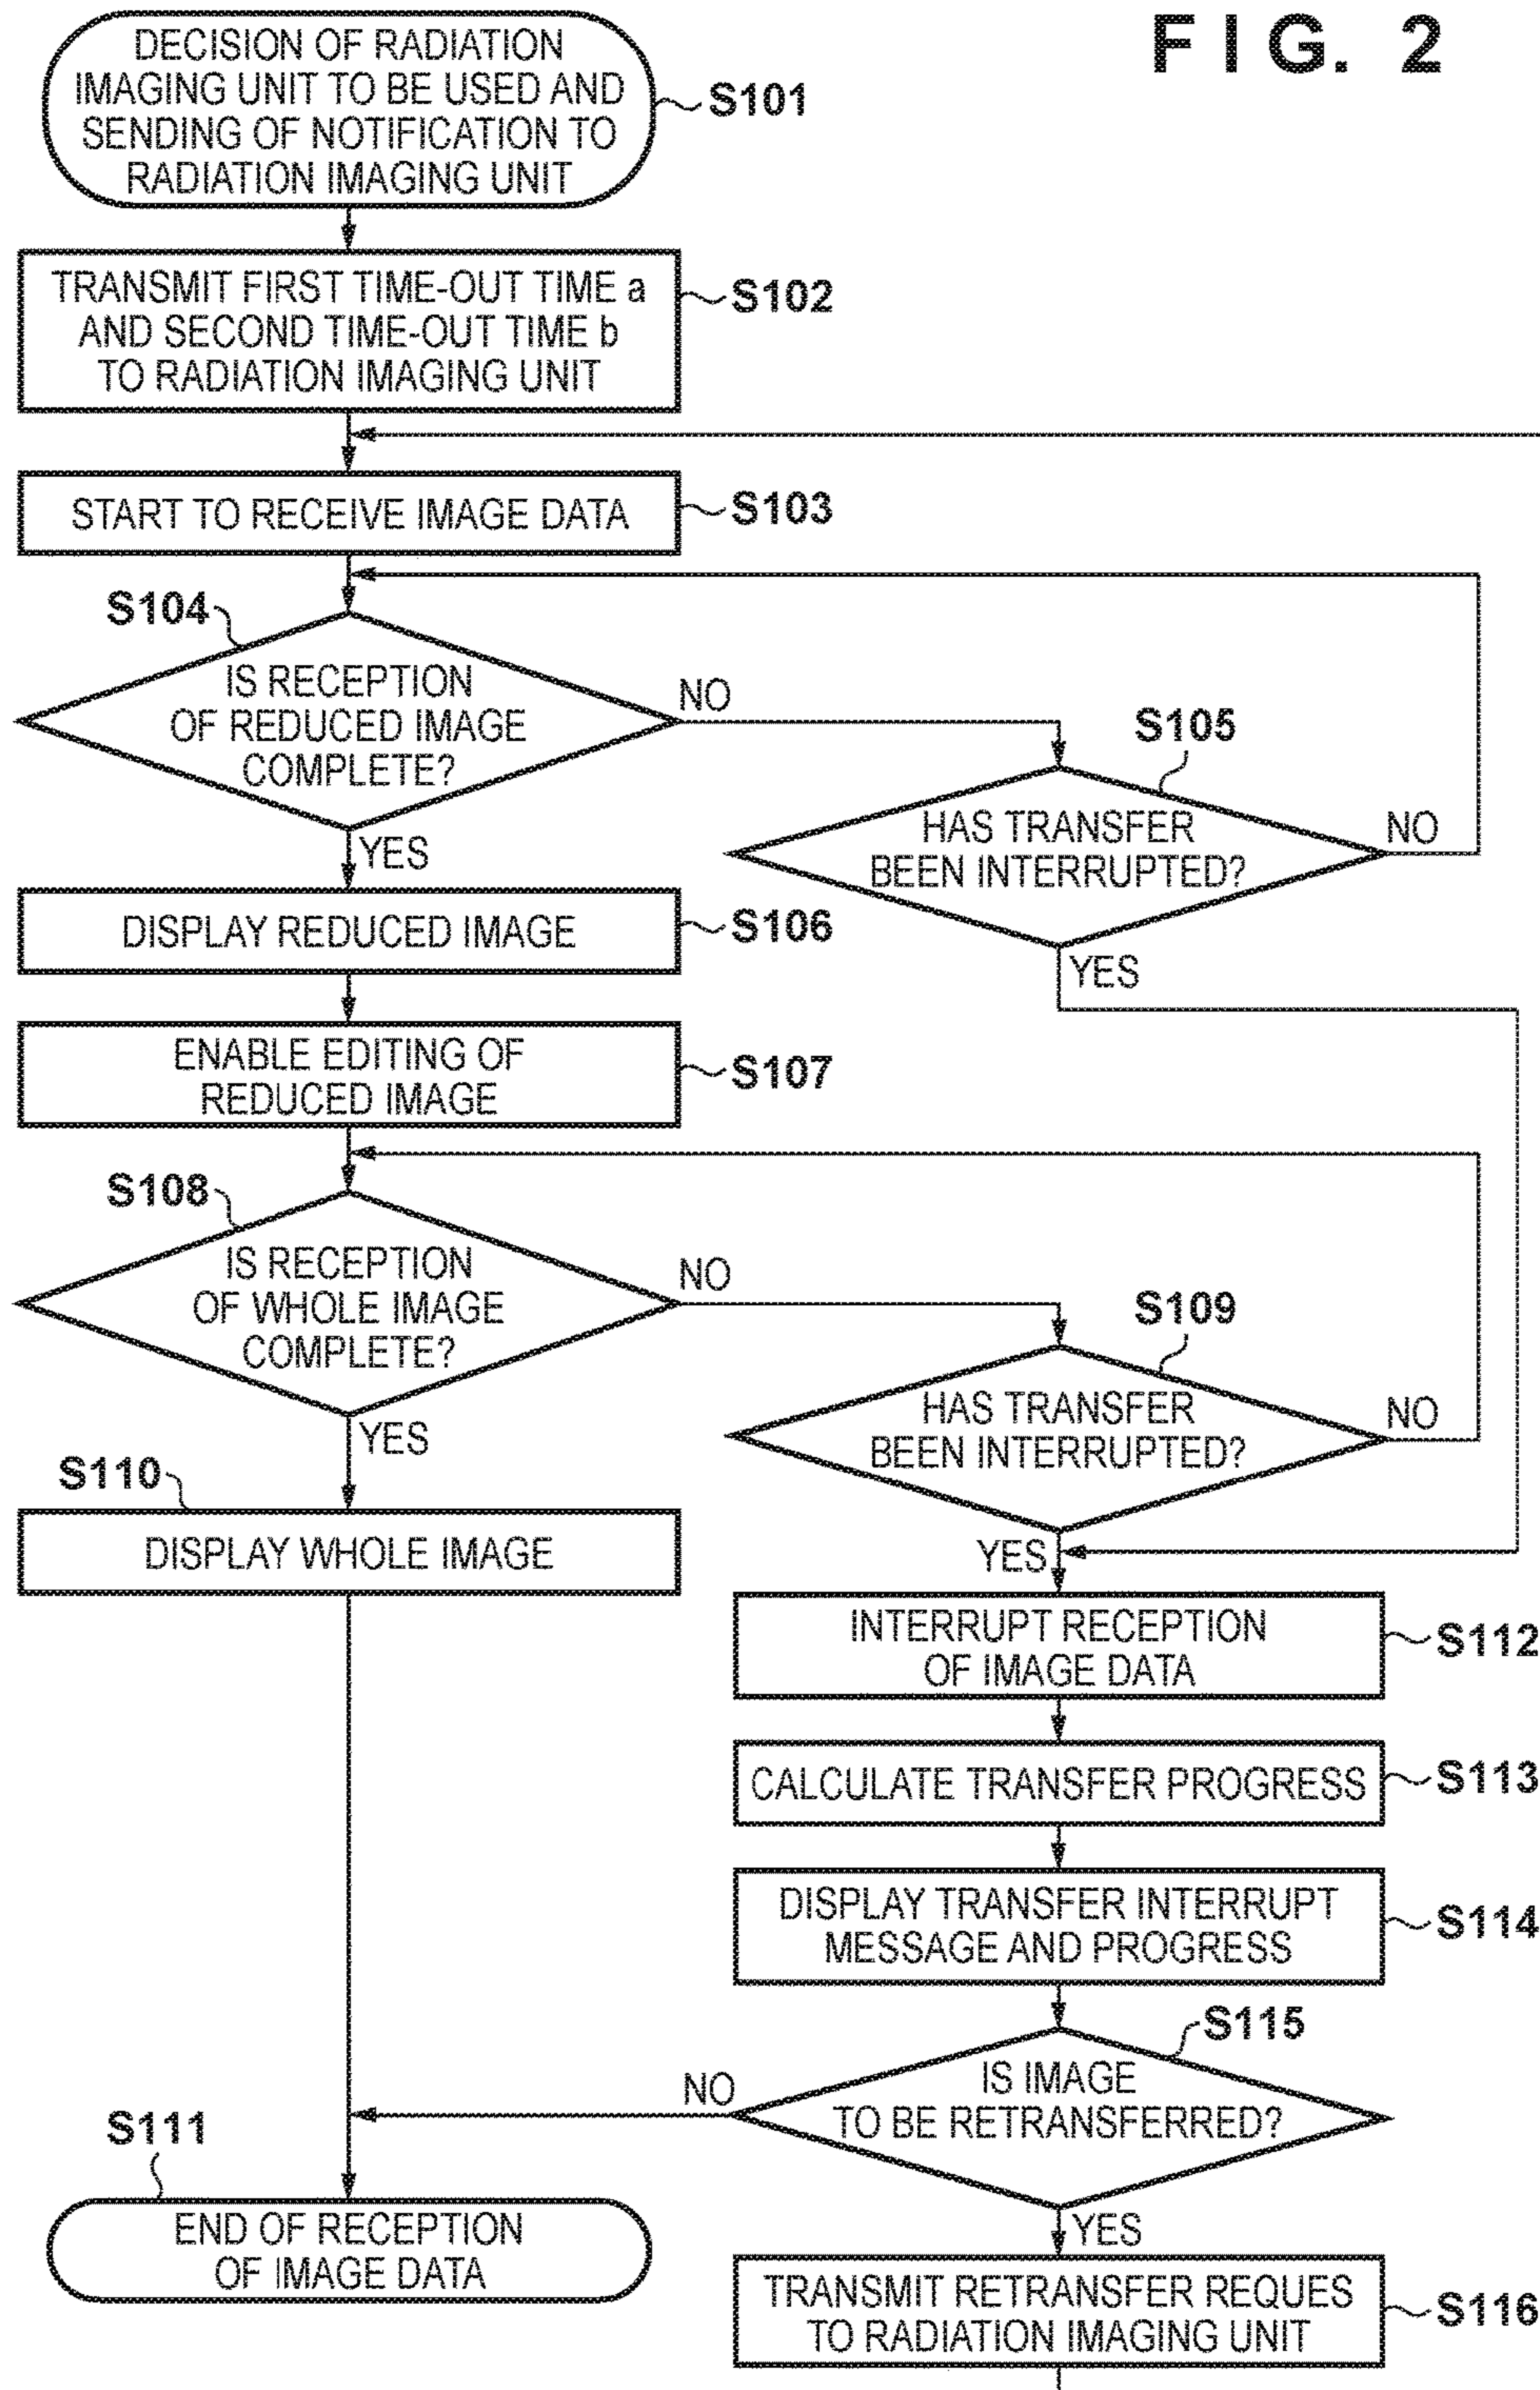 FIG. 2
DECISION OF RADIATION
IMAGING UNIT TO BE USED AND
SENDING OF NOTIFICATION TO
RADIATION IMAGING UNIT
S101
TRANSMIT FIRST TIME-OUT TIME a
AND SECOND TIME-OUT TIME b
TO RADIATION IMAGING UNIT
S102
START TO RECEIVE IMAGE DATA
S103
S104
IS RECEPTION
OF REDUCED IMAGE
COMPLETE?
NO
YES
S105
HAS TRANSFER
BEEN INTERRUPTED?
NO
YES
DISPLAY REDUCED IMAGE
S106
ENABLE EDITING OF
REDUCED IMAGE
S107
S108
IS RECEPTION
OF WHOLE IMAGE
COMPLETE?
NO
YES
S109
HAS TRANSFER
BEEN INTERRUPTED?
NO
YES
S110
DISPLAY WHOLE IMAGE
INTERRUPT RECEPTION
OF IMAGE DATA
S112
CALCULATE TRANSFER PROGRESS
S113
DISPLAY TRANSFER INTERRUPT
MESSAGE AND PROGRESS
S114
S115
IS IMAGE
TO BE RETRANSFERRED?
NO
YES
S111
END OF RECEPTION
OF IMAGE DATA
TRANSMIT RETRANSFER REQUES
TO RADIATION IMAGING UNIT
S116